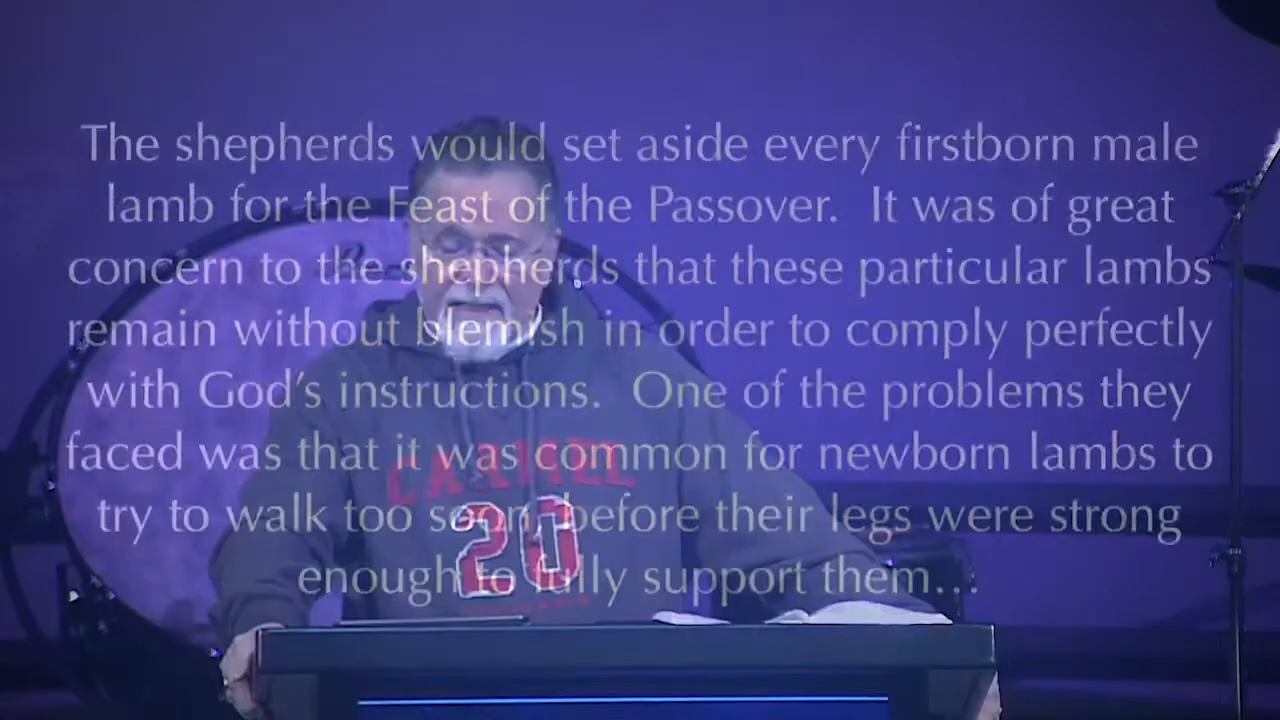 The shepherds would set aside every firstborn male
lamb for the Feast of the Passover.  It was of great
concern to the shepherds that these particular lambs
remain without blemish in order to comply perfectly
with God's instructions.  One of the problems they
faced was that it was common for newborn lambs to
try to walk too soon, before their legs were strong
enough to fully support them...
20